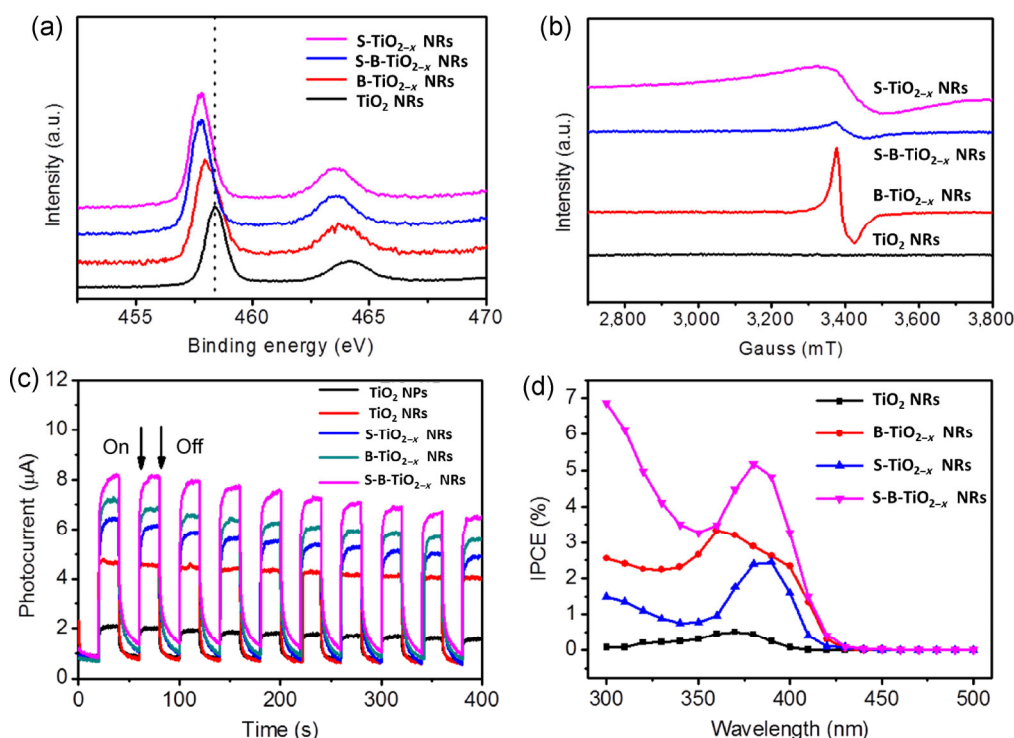 (a)
S-TiO₂₋ₓ NRs
S-B-TiO₂₋ₓ NRs
B-TiO₂₋ₓ NRs
TiO₂ NRs
Intensity (a.u.)
455 460 465 470
Binding energy (eV)
(b)
S-TiO₂₋ₓ NRs
S-B-TiO₂₋ₓ NRs
B-TiO₂₋ₓ NRs
TiO₂ NRs
Intensity (a.u.)
2,800 3,000 3,200 3,400 3,600 3,800
Gauss (mT)
(c)
TiO₂ NPs
TiO₂ NRs
S-TiO₂₋ₓ NRs
B-TiO₂₋ₓ NRs
S-B-TiO₂₋ₓ NRs
On Off
Photocurrent (μA)
12
10
8
6
4
2
0
0 100 200 300 400
Time (s)
(d)
TiO₂ NRs
B-TiO₂₋ₓ NRs
S-TiO₂₋ₓ NRs
S-B-TiO₂₋ₓ NRs
IPCE (%)
7
6
5
4
3
2
1
0
300 350 400 450 500
Wavelength (nm)